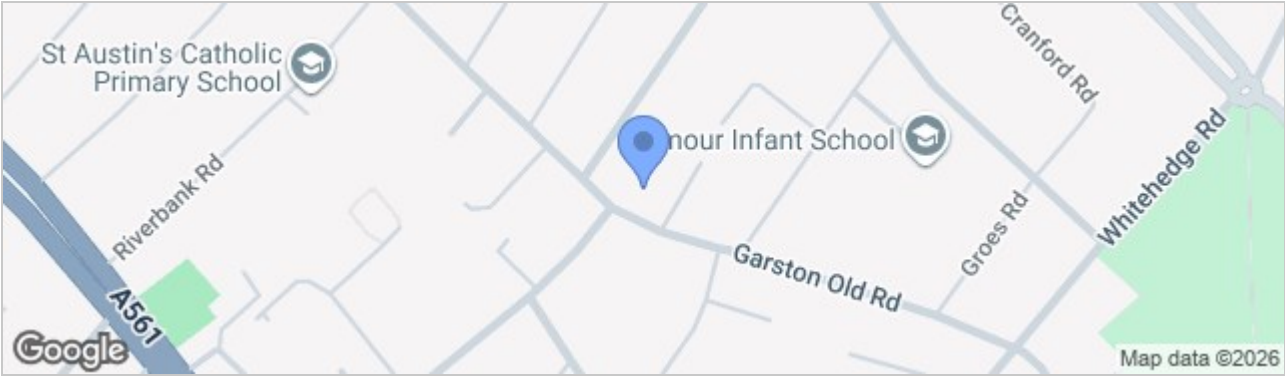 St Austin's Catholic
Primary School
Cranford Rd
mour Infant School
Whitehedge Rd
Riverbank Rd
Groes Rd
Garston Old Rd
A561
Google
Map data ©2026